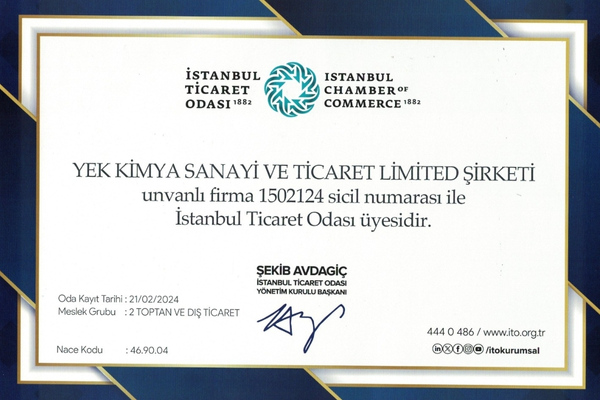 İSTANBUL
TİCARET
ODASI 1882
ISTANBUL
CHAMBER OF
COMMERCE 1882
YEK KİMYA SANAYİ VE TİCARET LİMİTED ŞİRKETİ
unvanlı firma 1502124 sicil numarası ile
İstanbul Ticaret Odası üyesidir.
ŞEKİB AVDAGİÇ
İSTANBUL TİCARET ODASI
YÖNETİM KURULU BAŞKANI
Oda Kayıt Tarihi : 21/02/2024
Meslek Grubu : 2 TOPTAN VE DIŞ TİCARET
Nace Kodu : 46.90.04
444 0 486 / www.ito.org.tr
/itokurumsal